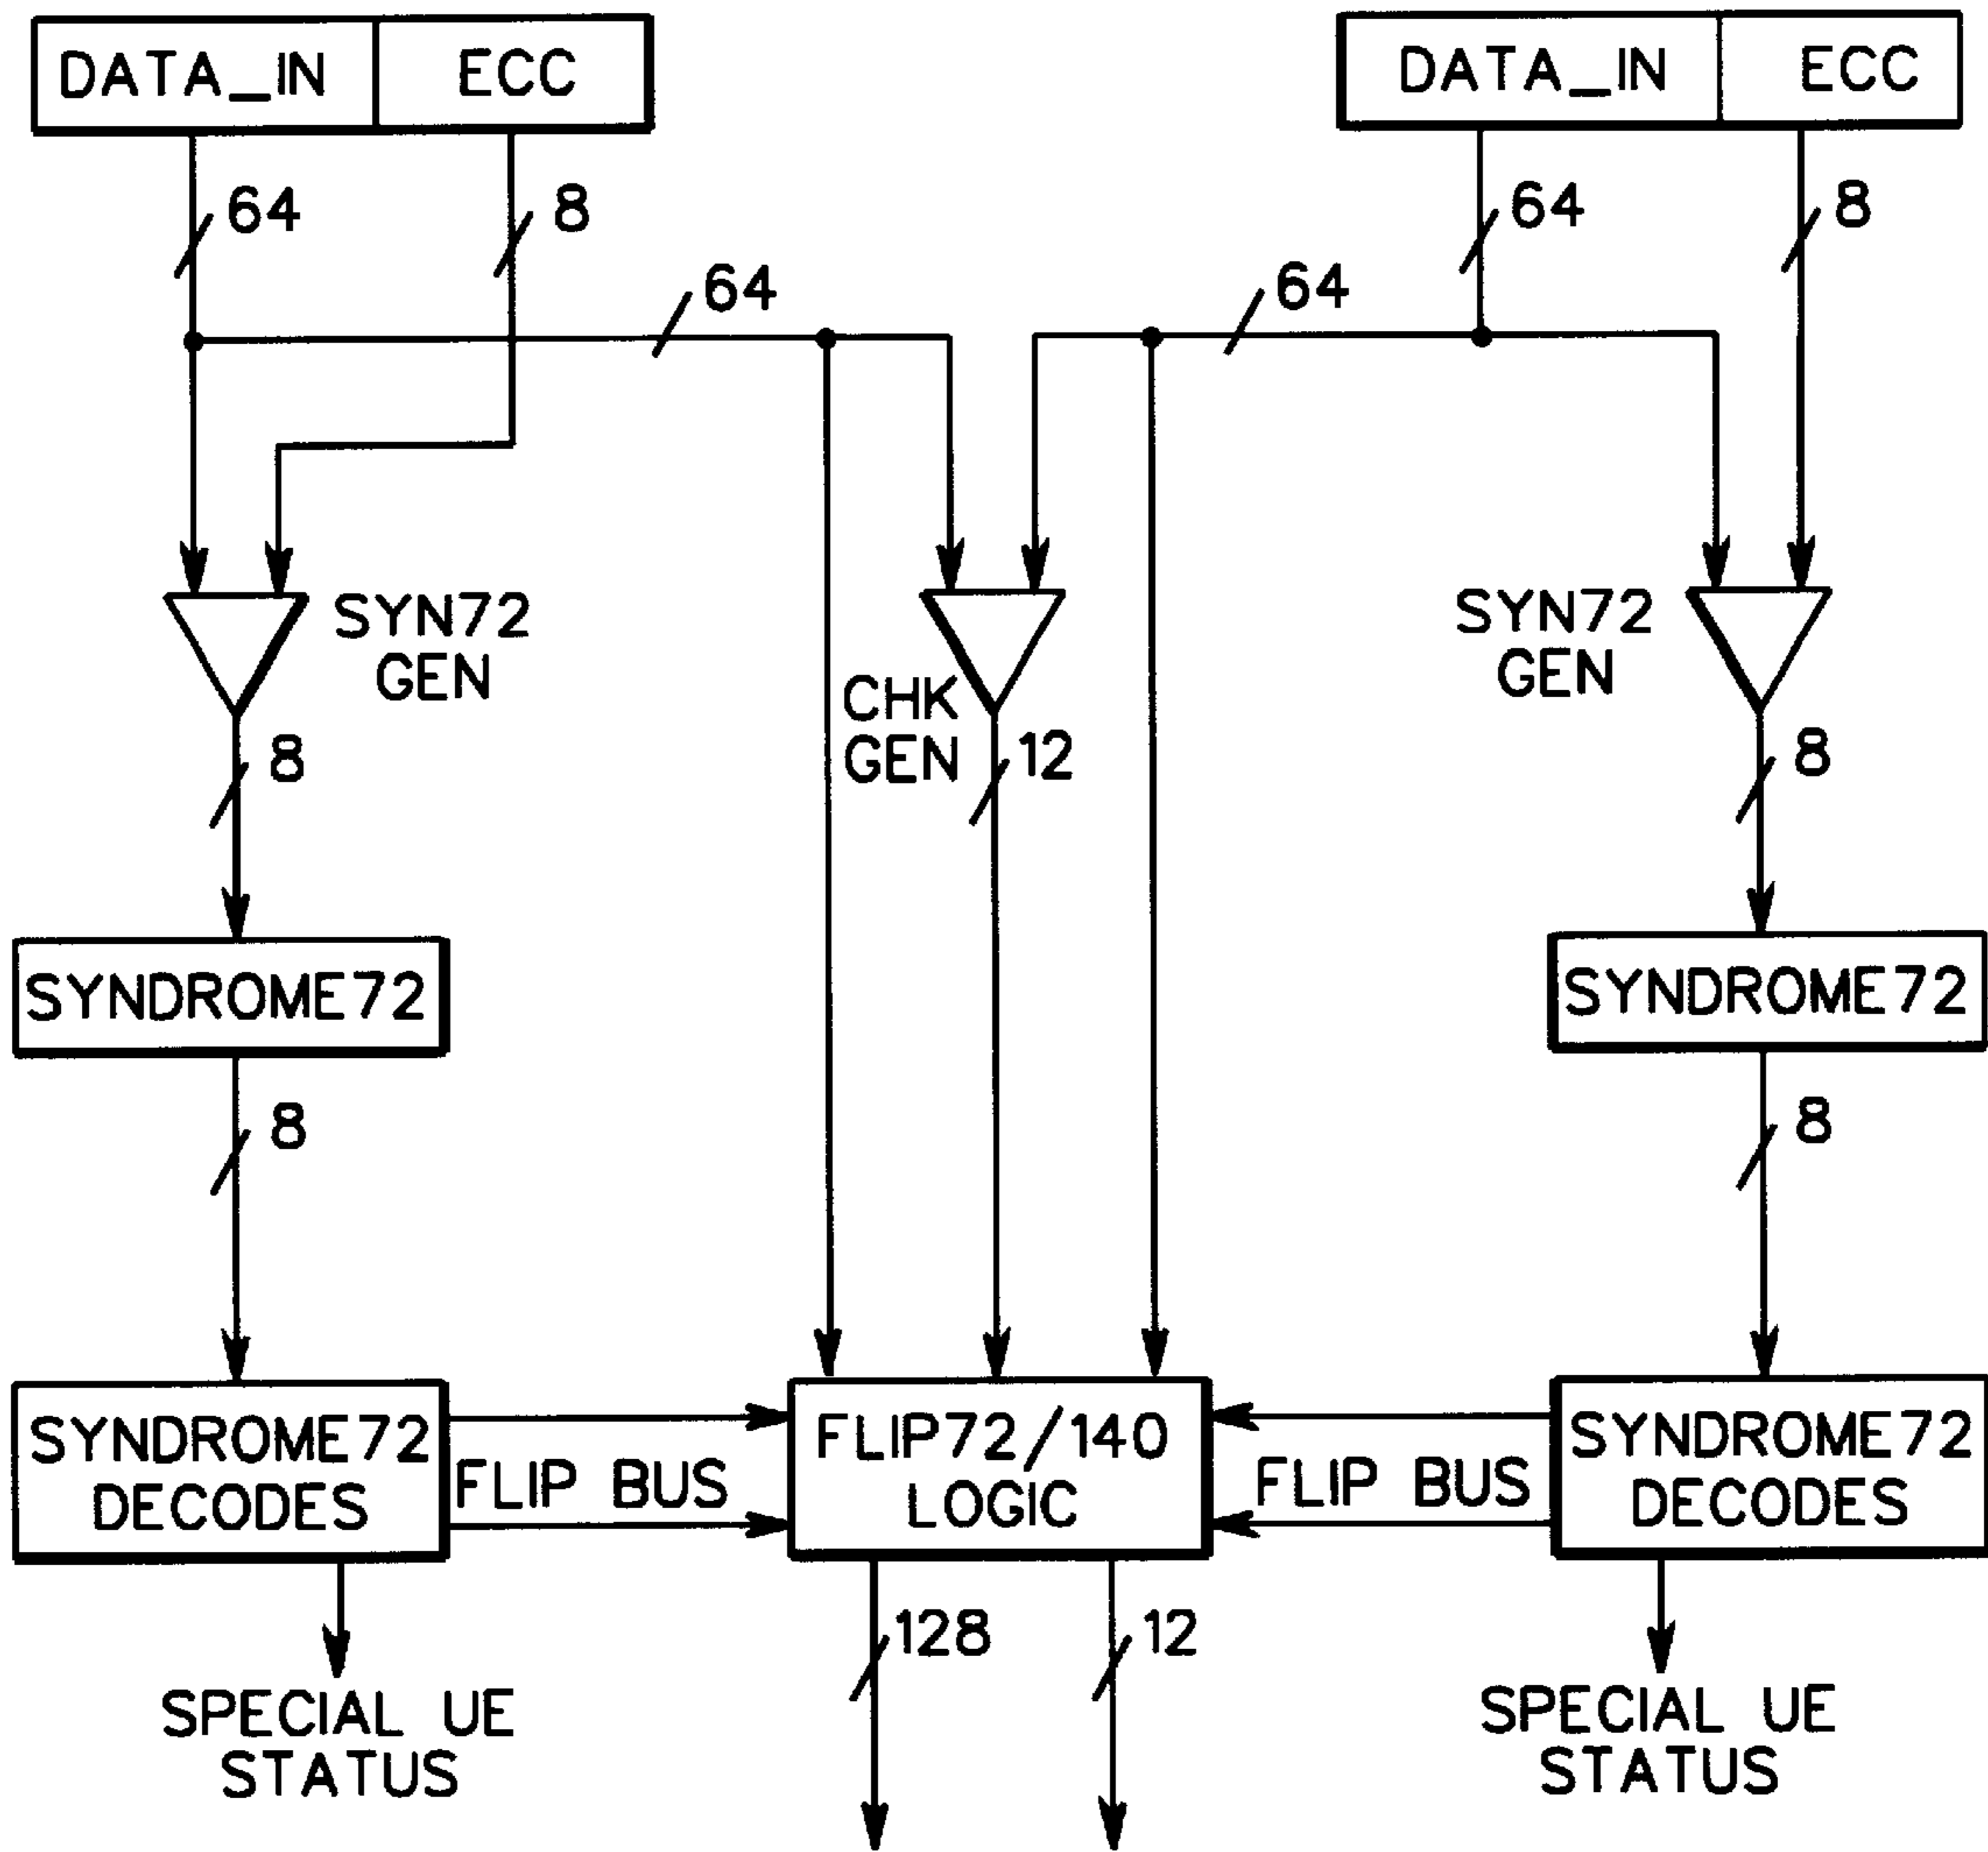 DATA_IN ECC
DATA_IN ECC
64
8
64
8
64
64
SYN72
GEN
SYN72
GEN
CHK
GEN
8
12
8
SYNDROME72
SYNDROME72
8
8
SYNDROME72
DECODES
FLIP BUS
FLIP72/140
LOGIC
FLIP BUS
SYNDROME72
DECODES
128
12
SPECIAL UE
STATUS
SPECIAL UE
STATUS